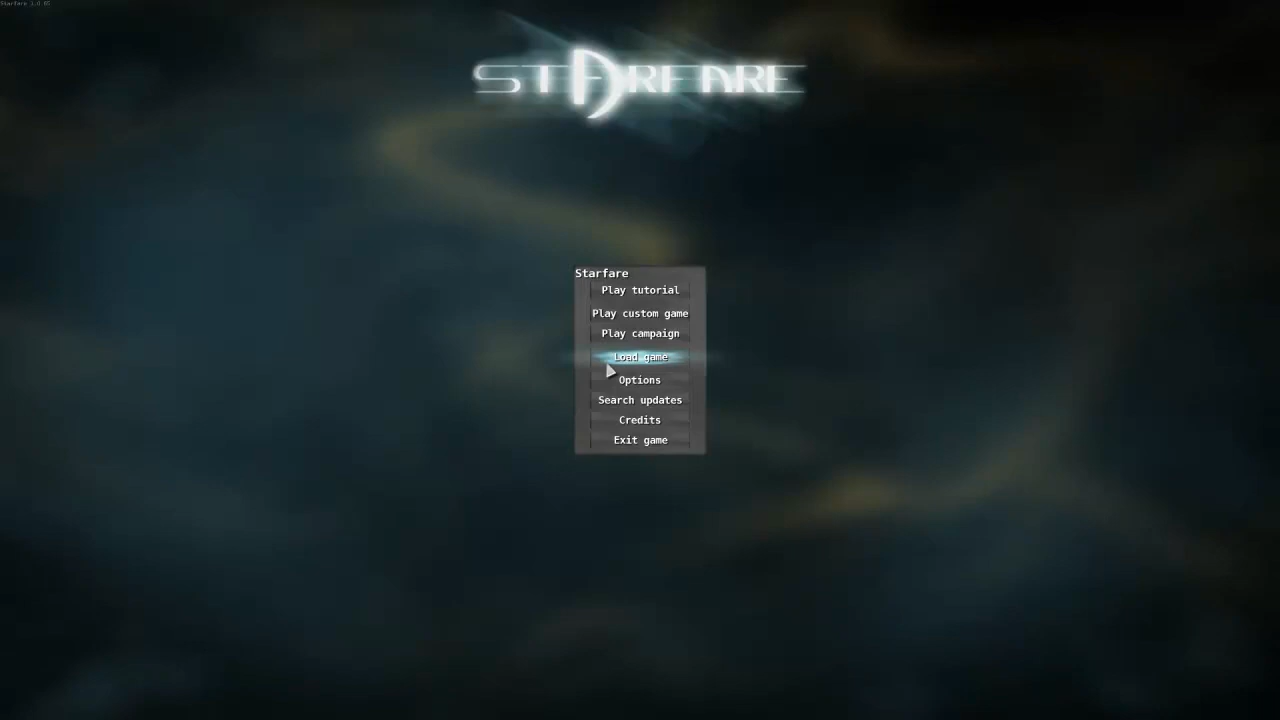 STARFARE
Starfare
Play tutorial
Play custom game
Play campaign
Load game
Options
Search updates
Credits
Exit game